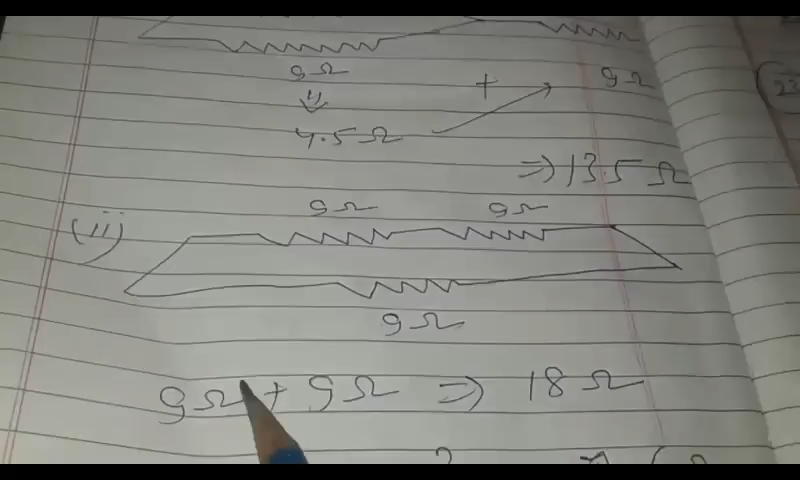 9Ω
⇓ + 9Ω
4.5Ω
⇒ 13.5Ω
(ii) 9Ω 9Ω
9Ω
9Ω + 9Ω ⇒ 18Ω